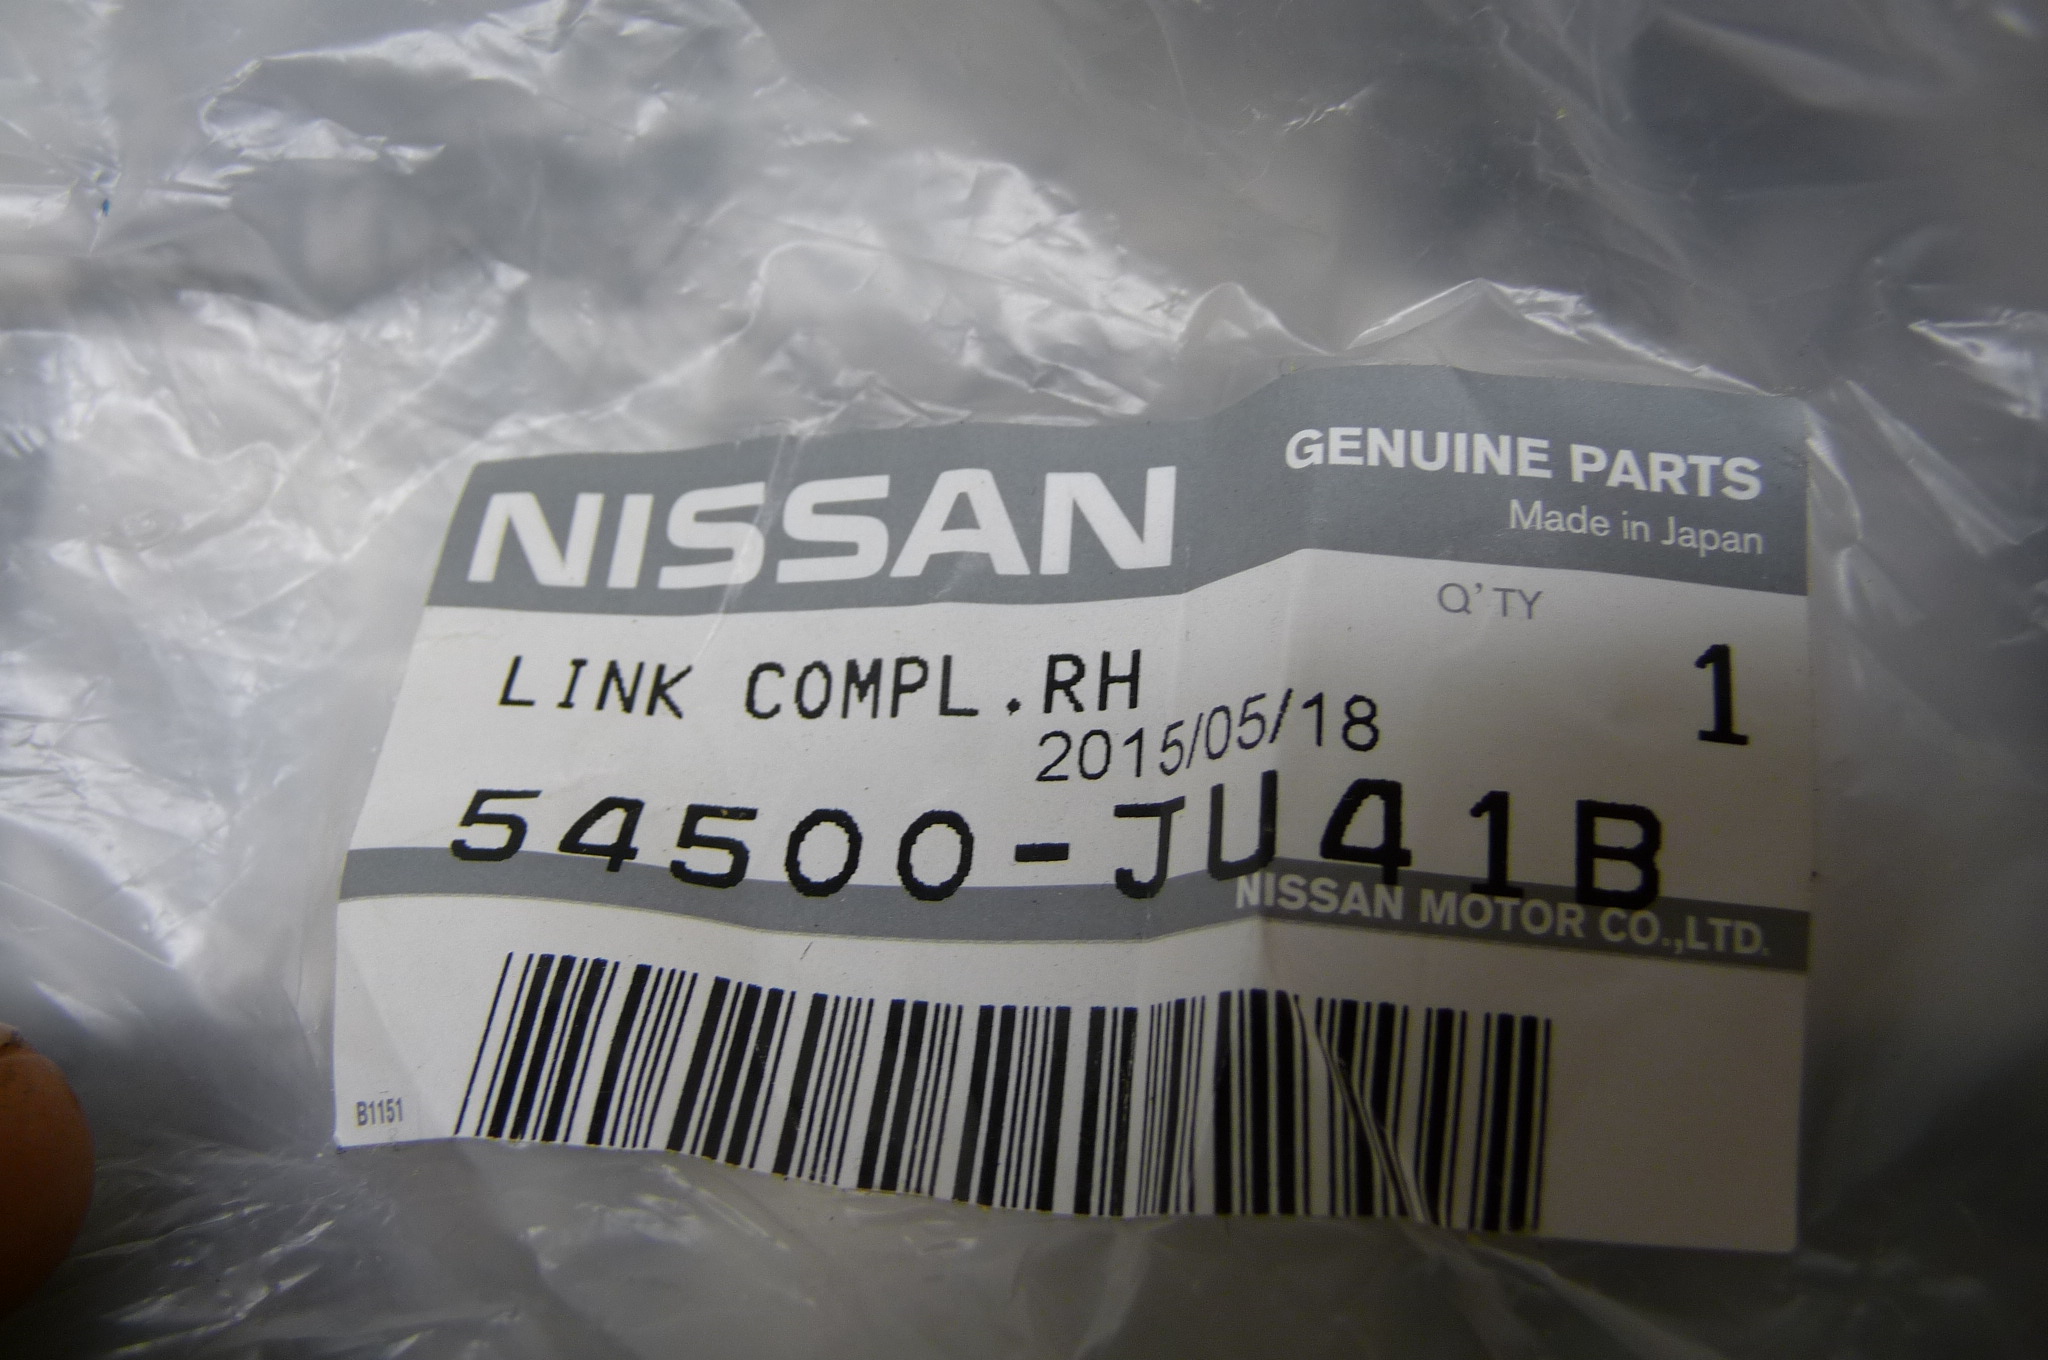 NISSAN
GENUINE PARTS
Made in Japan
Q'TY
LINK COMPL.RH
1
2015/05/18
54500-JU41B
NISSAN MOTOR CO.,LTD.
B1151